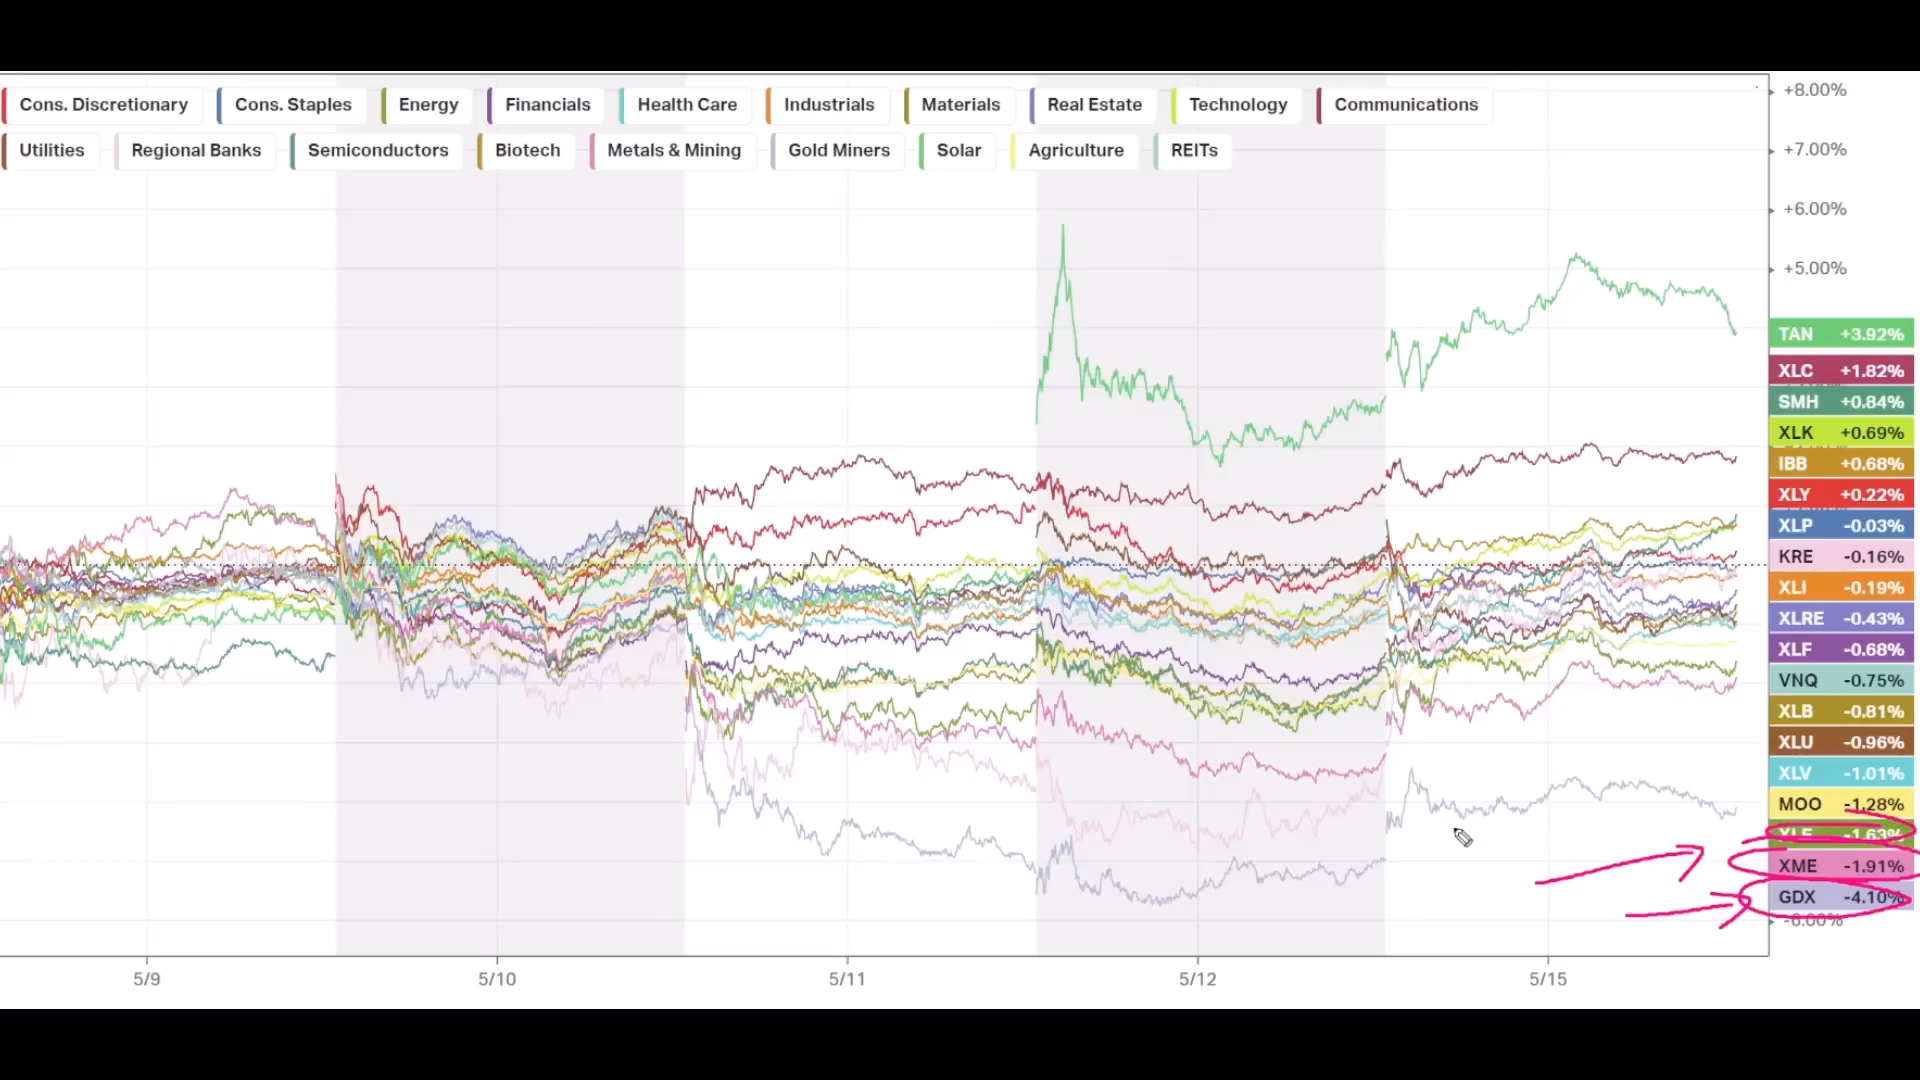 Cons. Discretionary Cons. Staples Energy Financials Health Care Industrials Materials Real Estate Technology Communications
Utilities Regional Banks Semiconductors Biotech Metals & Mining Gold Miners Solar Agriculture REITs
+8.00%
+7.00%
+6.00%
+5.00%
TAN +3.92%
XLC +1.82%
SMH +0.84%
XLK +0.69%
IBB +0.68%
XLY +0.22%
XLP -0.03%
KRE -0.16%
XLI -0.19%
XLRE -0.43%
XLF -0.68%
VNQ -0.75%
XLB -0.81%
XLU -0.96%
XLV -1.01%
MOO -1.28%
XLE -1.63%
XME -1.91%
GDX -4.10%
-6.00%
5/9 5/10 5/11 5/12 5/15